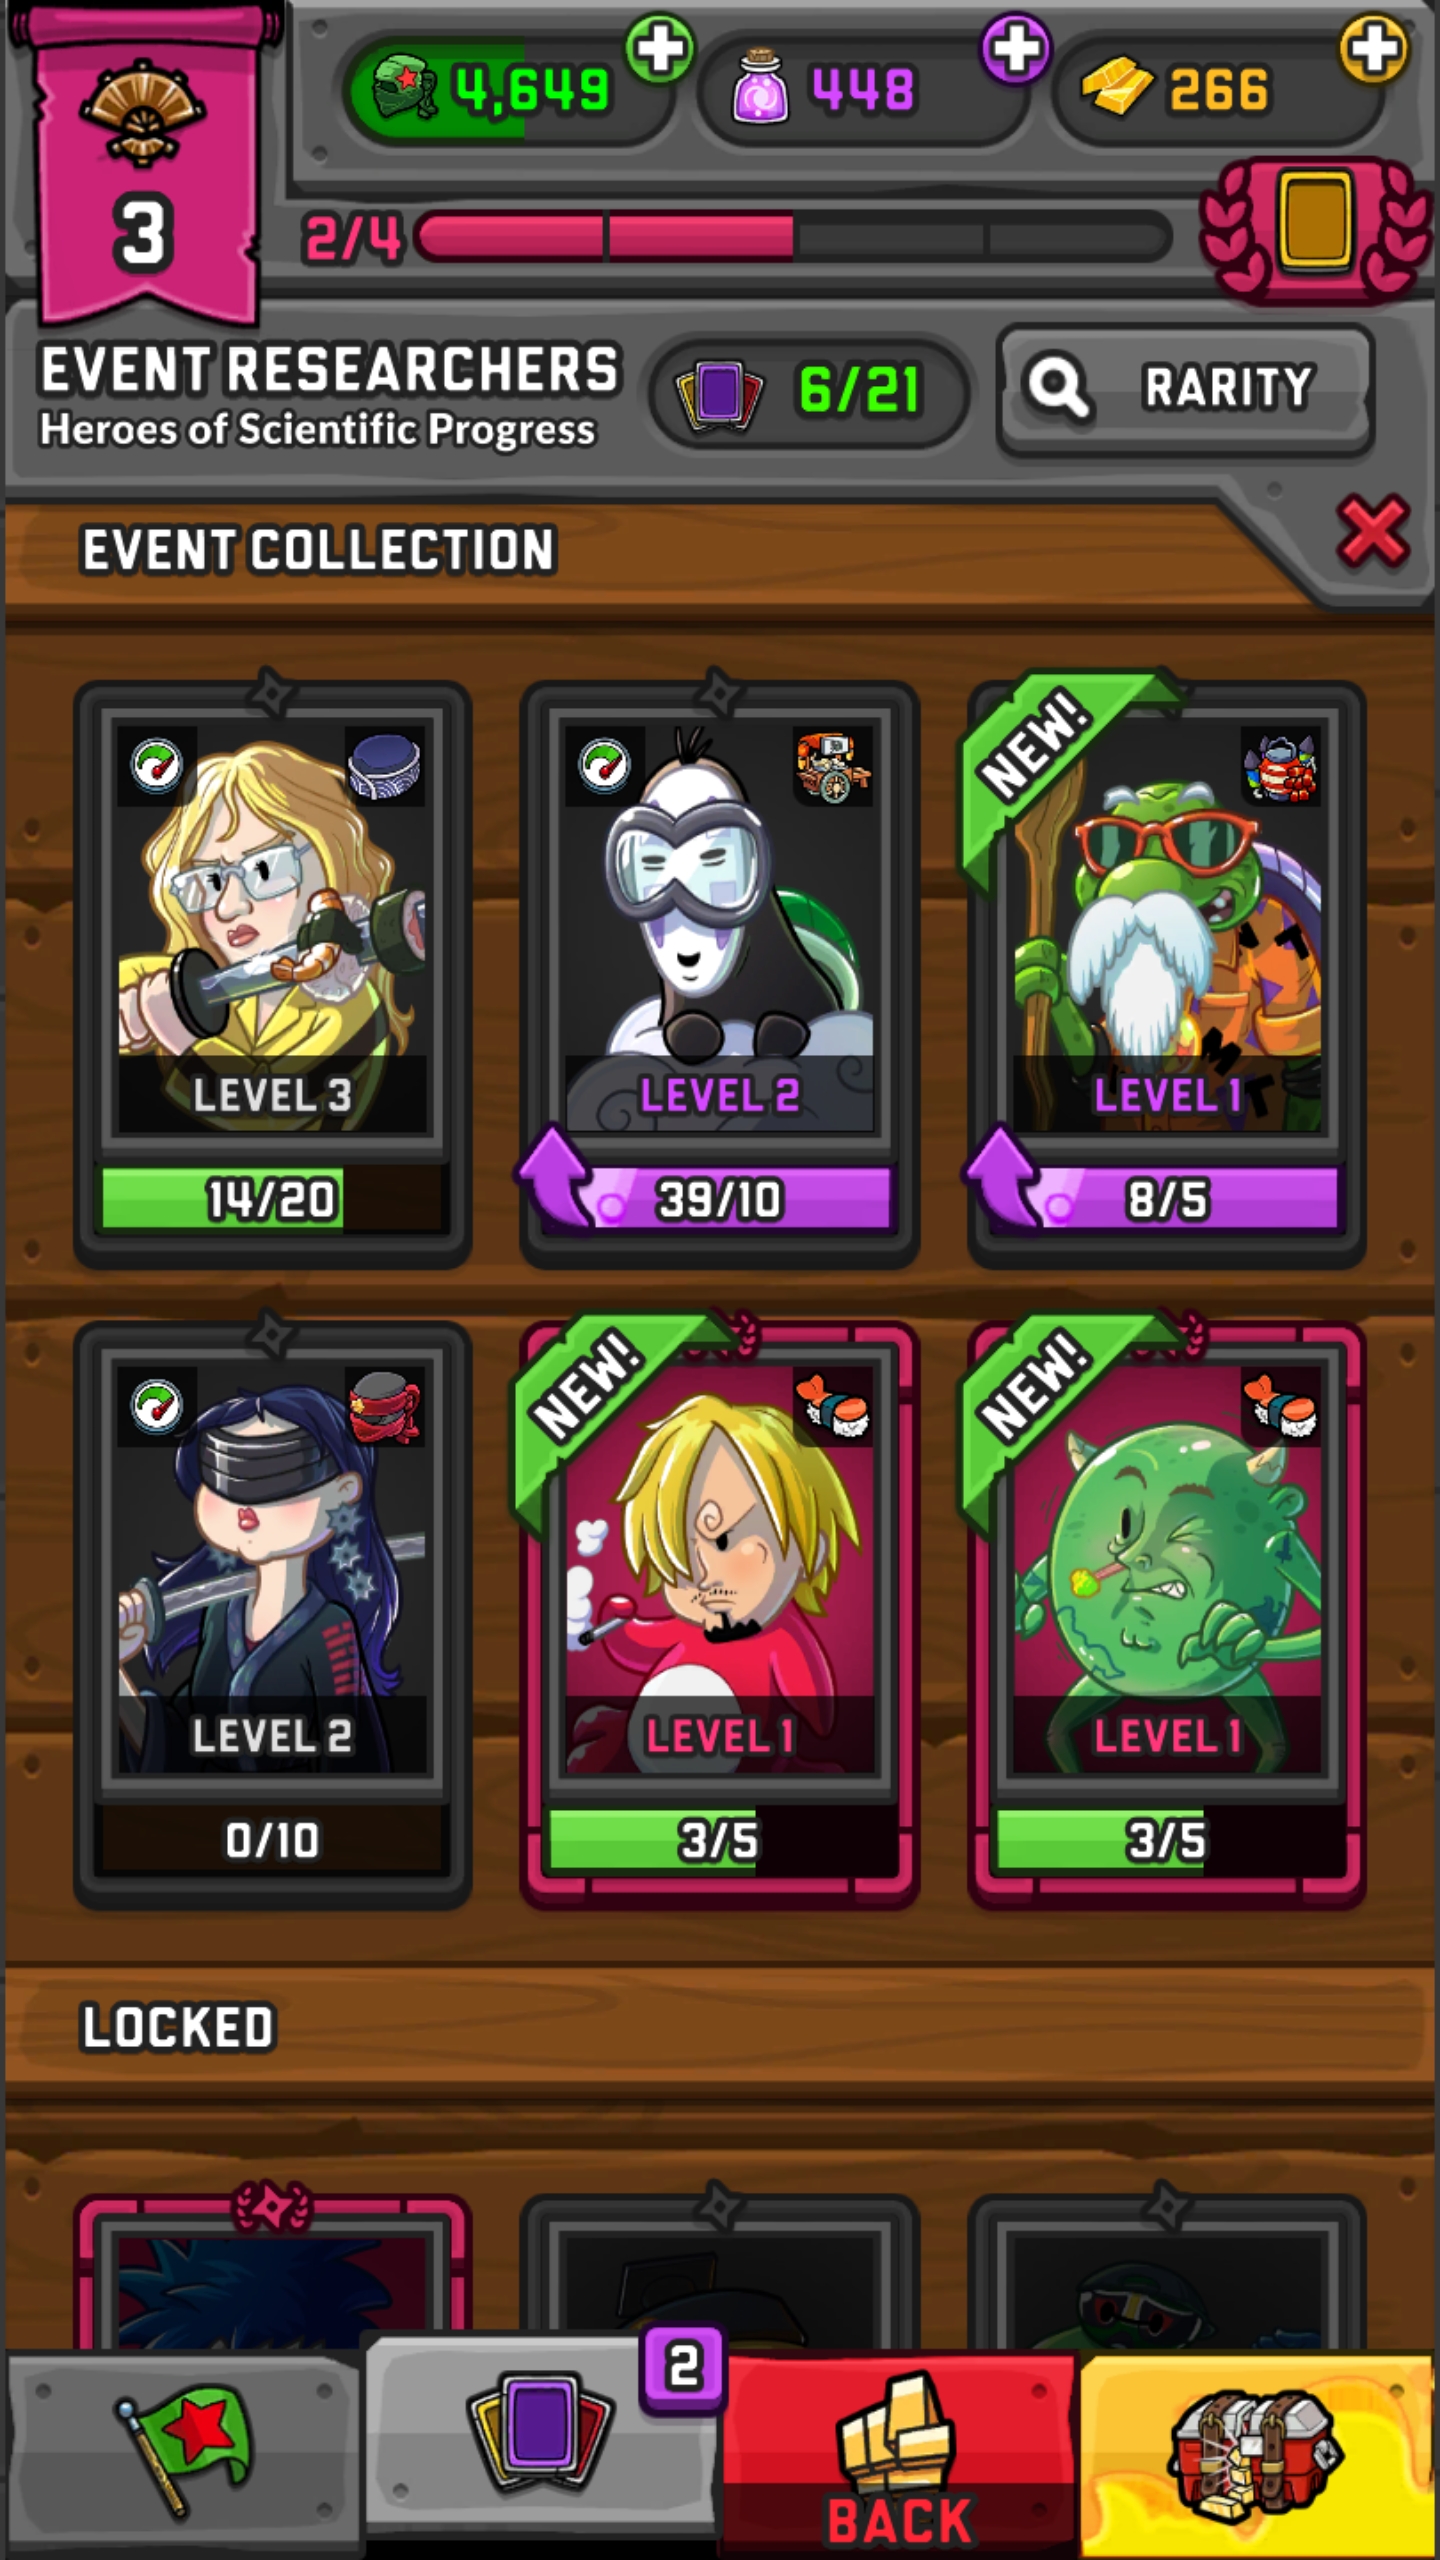 4,649
448
266
3
2/4
EVENT RESEARCHERS
Heroes of Scientific Progress
6/21
RARITY
EVENT COLLECTION
NEW!
LEVEL 3
LEVEL 2
LEVEL 1
14/20
39/10
8/5
NEW!
NEW!
LEVEL 2
LEVEL 1
LEVEL 1
0/10
3/5
3/5
LOCKED
2
BACK